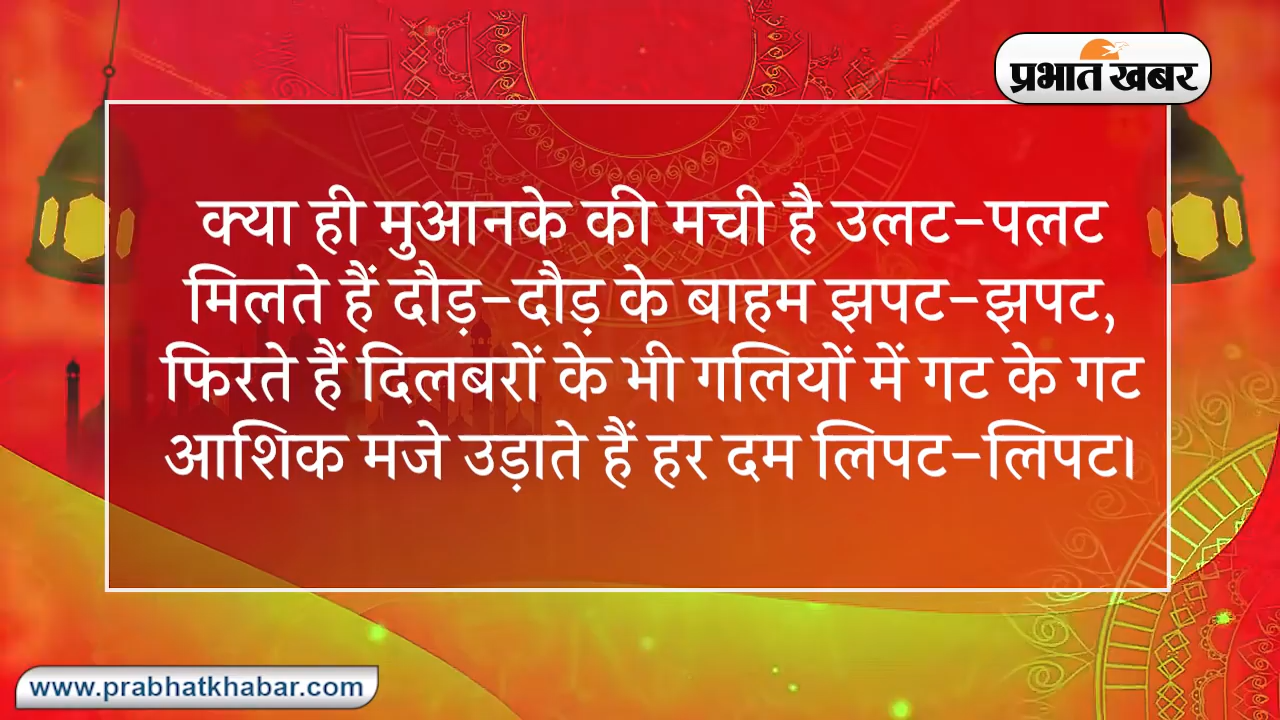 प्रभात खबर
क्या ही मुआनके की मची है उलट-पलट
मिलते हैं दौड़-दौड़ के बाहम झपट-झपट,
फिरते हैं दिलबरों के भी गलियों में गट के गट
आशिक मजे उड़ाते हैं हर दम लिपट-लिपट।
www.prabhatkhabar.com